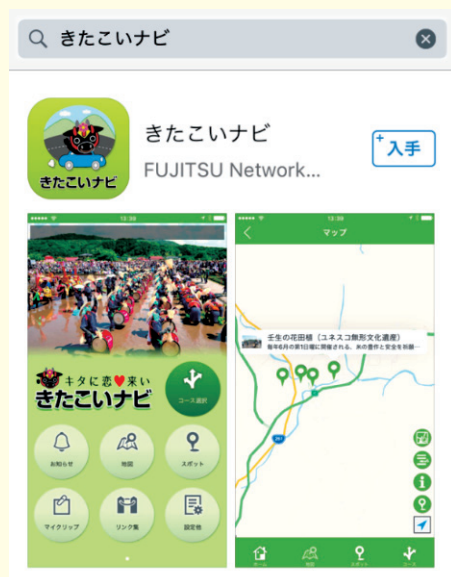 きたこいナビ
きたこいナビ
きたこいナビ
FUJITSU Network...
+入手
12:39
キタに恋♥来い
きたこいナビ
コース選択
お知らせ
地図
スポット
マイクリップ
リンク集
設定他
12:39
マップ
壬生の花田植(ユネスコ無形文化遺産)
毎年6月の第1日曜に開催される、米の豊作と安全を祈願…
261
ホーム
地図
スポット
コース